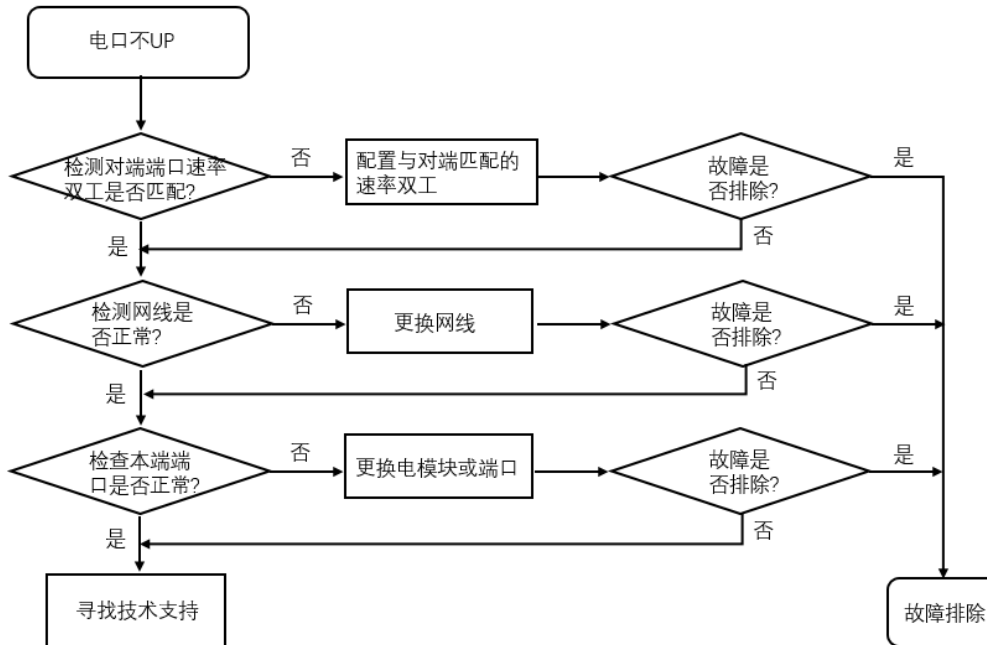 电口不UP
检测对端端口速率
双工是否匹配?
否
配置与对端匹配的
速率双工
故障是
否排除?
是
是
否
检测网线是
否正常?
否
更换网线
故障是
否排除?
是
是
否
检查本端端
口是否正常?
否
更换电模块或端口
故障是
否排除?
是
是
否
寻找技术支持
故障排除